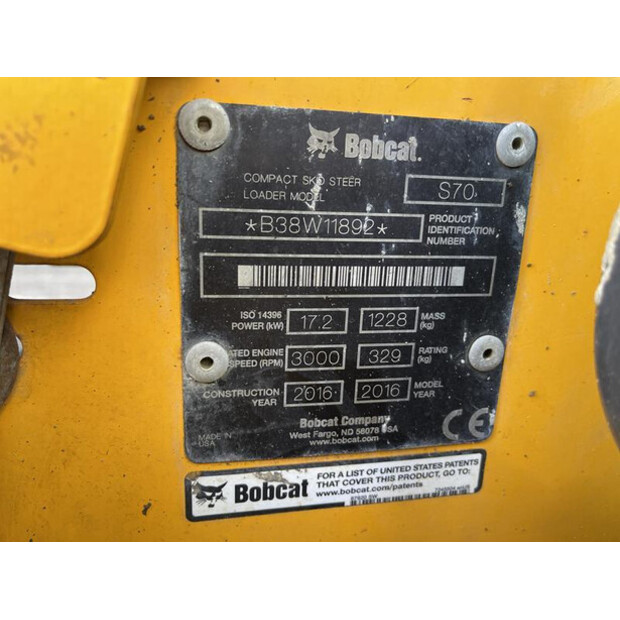 Bobcat.
COMPACT SKID STEER
LOADER MODEL
S70
*B38W11892*
PRODUCT
IDENTIFICATION
NUMBER
ISO 14396
POWER (kW)
17.2
1228
MASS
(kg)
RATED ENGINE
SPEED (RPM)
3000
329
RATING
(kg)
CONSTRUCTION
YEAR
2016
2016
MODEL
YEAR
MADE IN
USA
Bobcat Company
West Fargo, ND 58078 USA
www.bobcat.com
CE
Bobcat
FOR A LIST OF UNITED STATES PATENTS
THAT COVER THIS PRODUCT, GO TO:
www.bobcat.com/patents